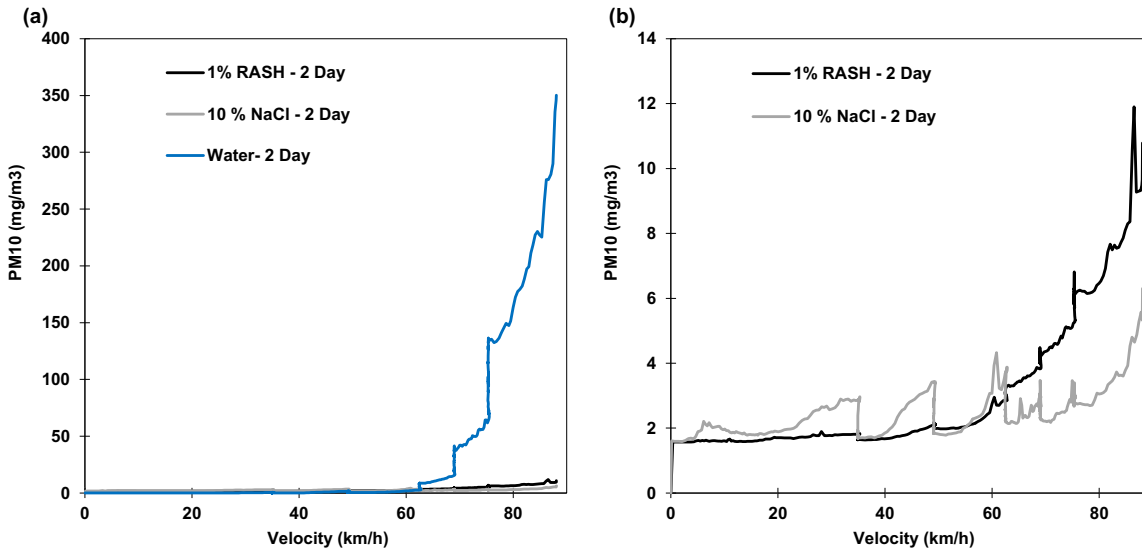 (a)
400
350
300
250
200
150
100
50
0
PM10 (mg/m3)
1% RASH - 2 Day
10 % NaCl - 2 Day
Water- 2 Day
0 20 40 60 80
Velocity (km/h)
(b)
14
12
10
8
6
4
2
0
PM10 (mg/m3)
1% RASH - 2 Day
10 % NaCl - 2 Day
0 20 40 60 80
Velocity (km/h)